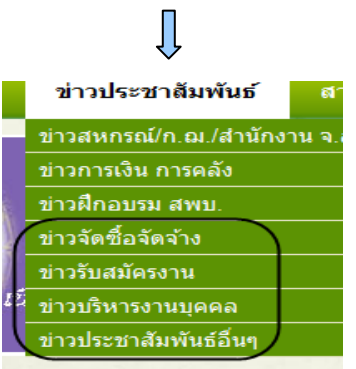 ข่าวประชาสัมพันธ์ ส
ข่าวสหกรณ์/ก.ฌ./สำนักงาน จ.
ข่าวการเงิน การคลัง
ข่าวฝึกอบรม สพบ.
ข่าวจัดซื้อจัดจ้าง
ข่าวรับสมัครงาน
ข่าวบริหารงานบุคคล
ข่าวประชาสัมพันธ์อื่นๆ